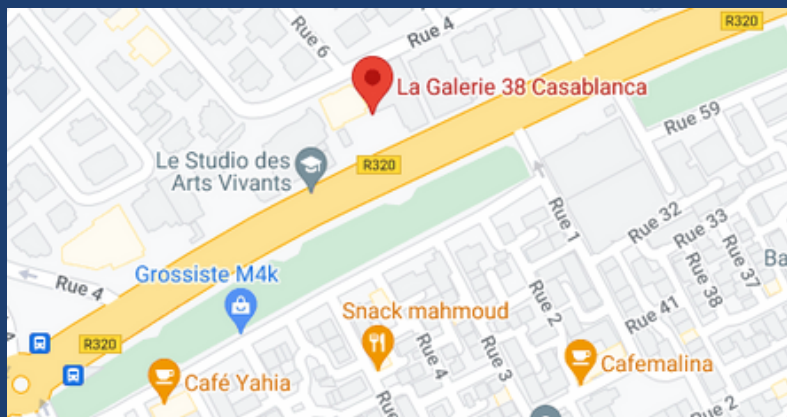 R320
Rue 4
Rue 6
La Galerie 38 Casablanca
Rue 59
Le Studio des
Arts Vivants
R320
Rue 1
Rue 32
Rue 33
Rue 37
Ba
Rue 4
Grossiste M4k
Rue 38
Rue 2
Rue 41
Snack mahmoud
Rue 4
Rue 3
R320
Cafemalina
Café Yahia
Rue 2